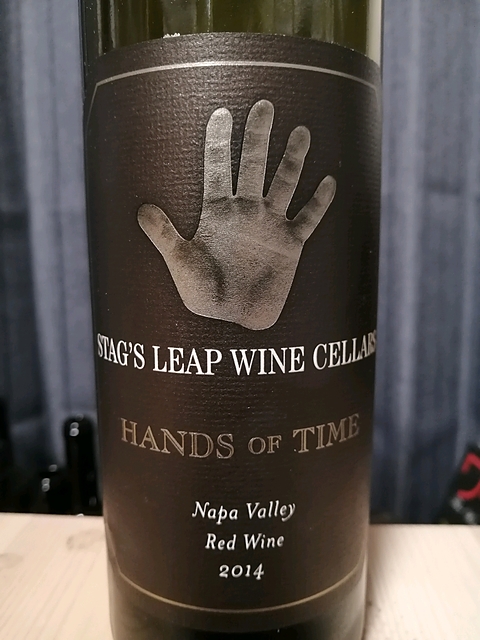 STAG'S LEAP WINE CELLARS
HANDS OF TIME
Napa Valley
Red Wine
2014